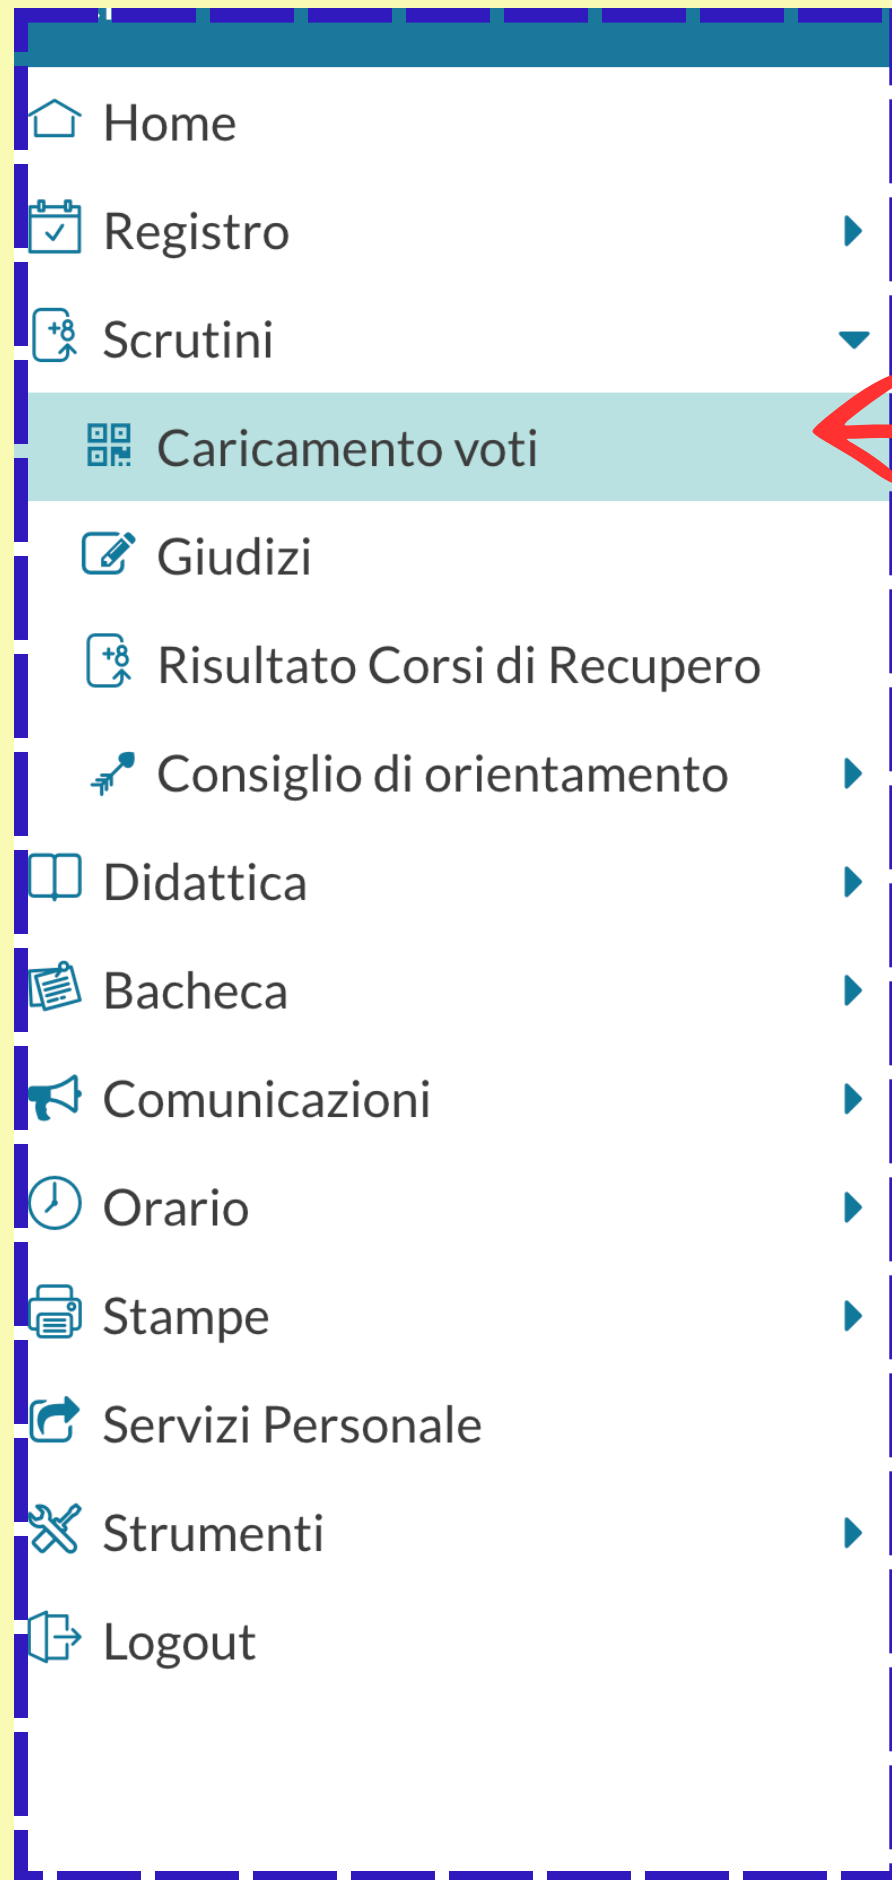 Home
Registro
Scrutini
Caricamento voti
Giudizi
Risultato Corsi di Recupero
Consiglio di orientamento
Didattica
Bacheca
Comunicazioni
Orario
Stampe
Servizi Personale
Strumenti
Logout